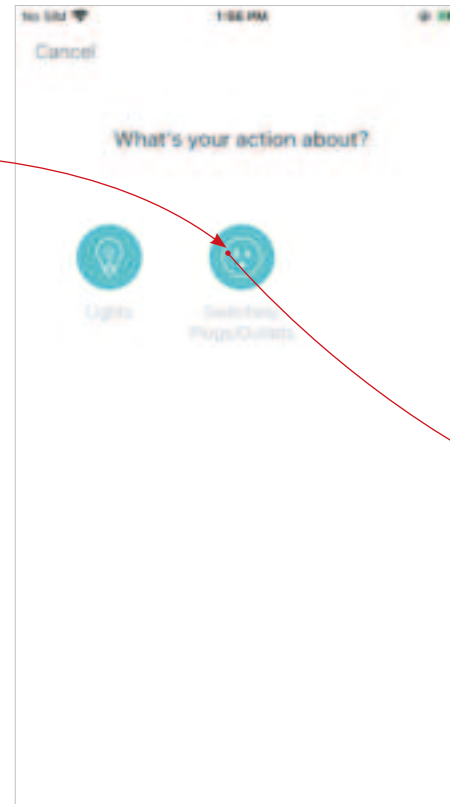 No SIM 1:56 PM
Cancel
What's your action about?
Lights
Switches/
Plugs/Outlets